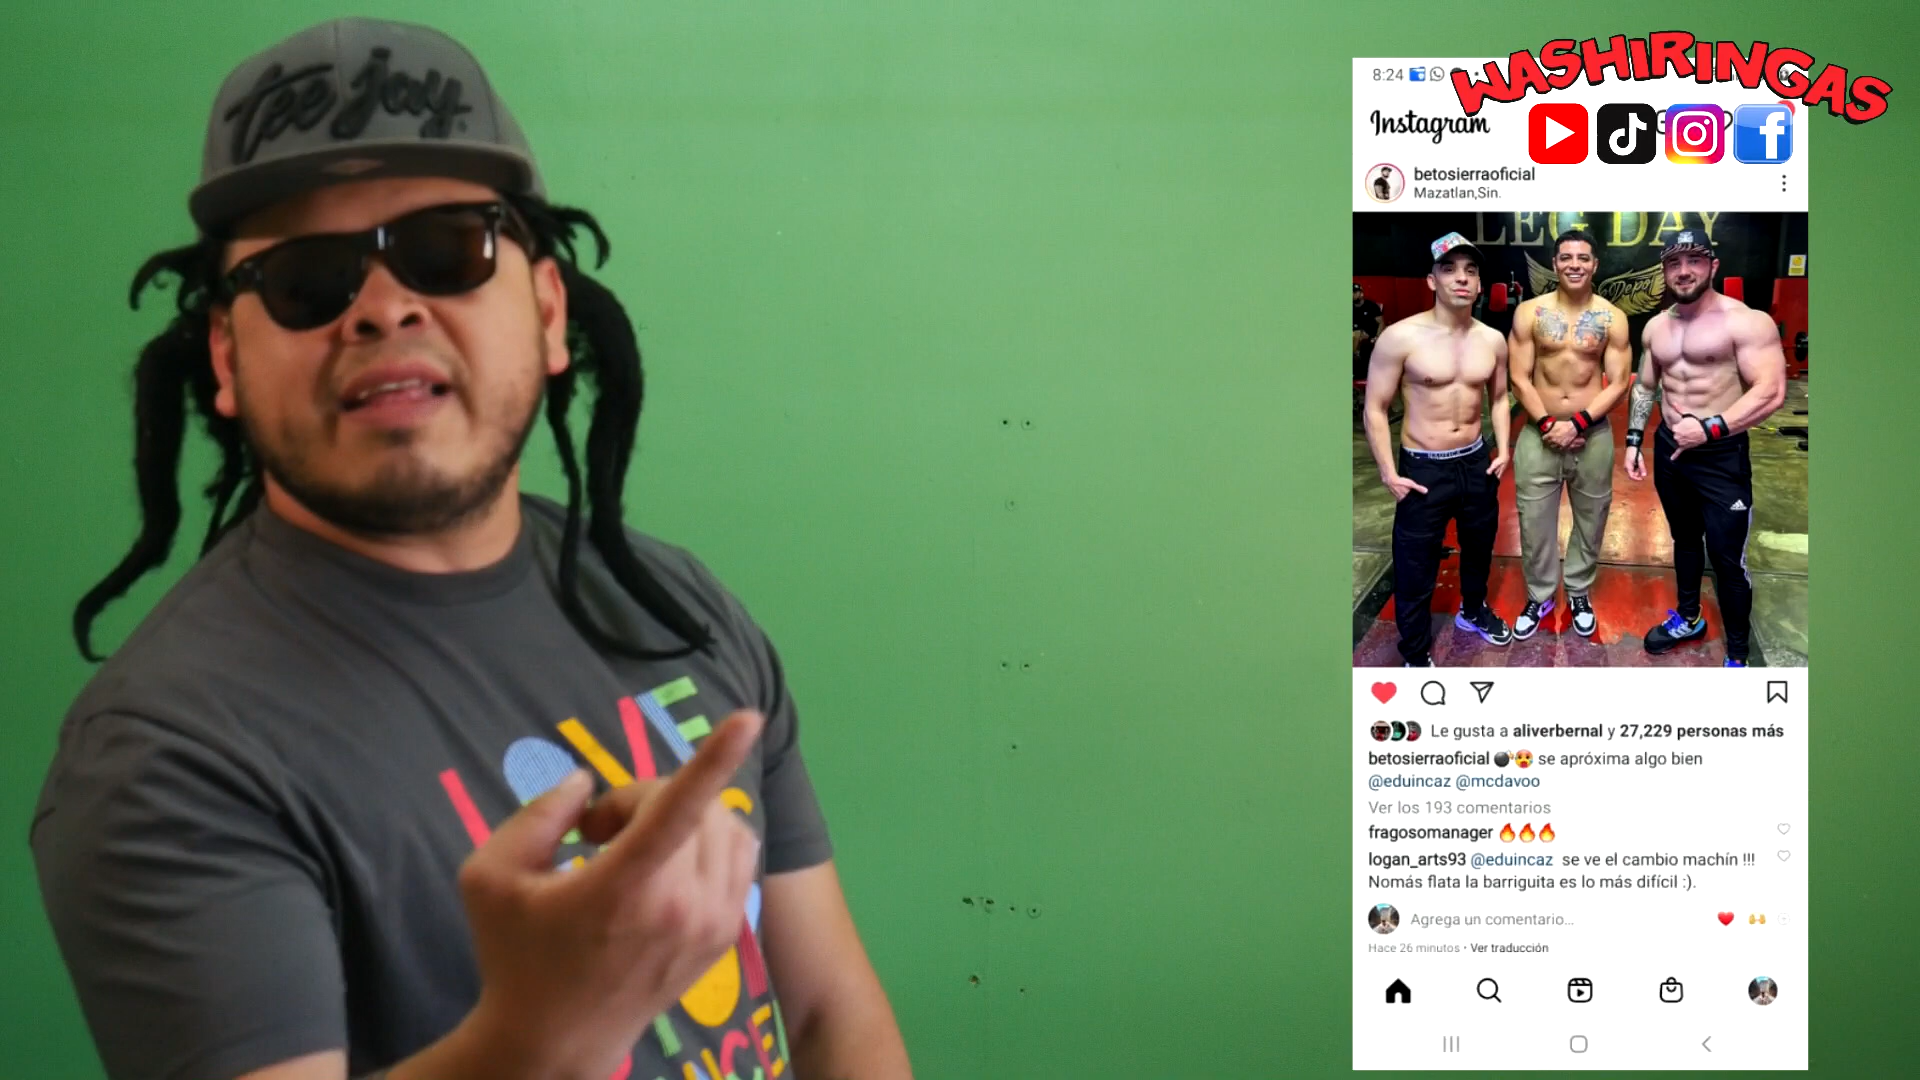 tee jay.
LOVE
WASHIRINGAS
8:24
Instagram
betosierraoficial
Mazatlan,Sin.
LEG DAY
Depot
NAUTICA
Le gusta a aliverbernal y 27,229 personas más
betosierraoficial 💣🥵 se apróxima algo bien
@eduincaz @mcdavoo
Ver los 193 comentarios
fragosomanager 🔥🔥🔥
logan_arts93 @eduincaz se ve el cambio machín !!!
Nomás flata la barriguita es lo más difícil :).
Agrega un comentario...
Hace 26 minutos • Ver traducción